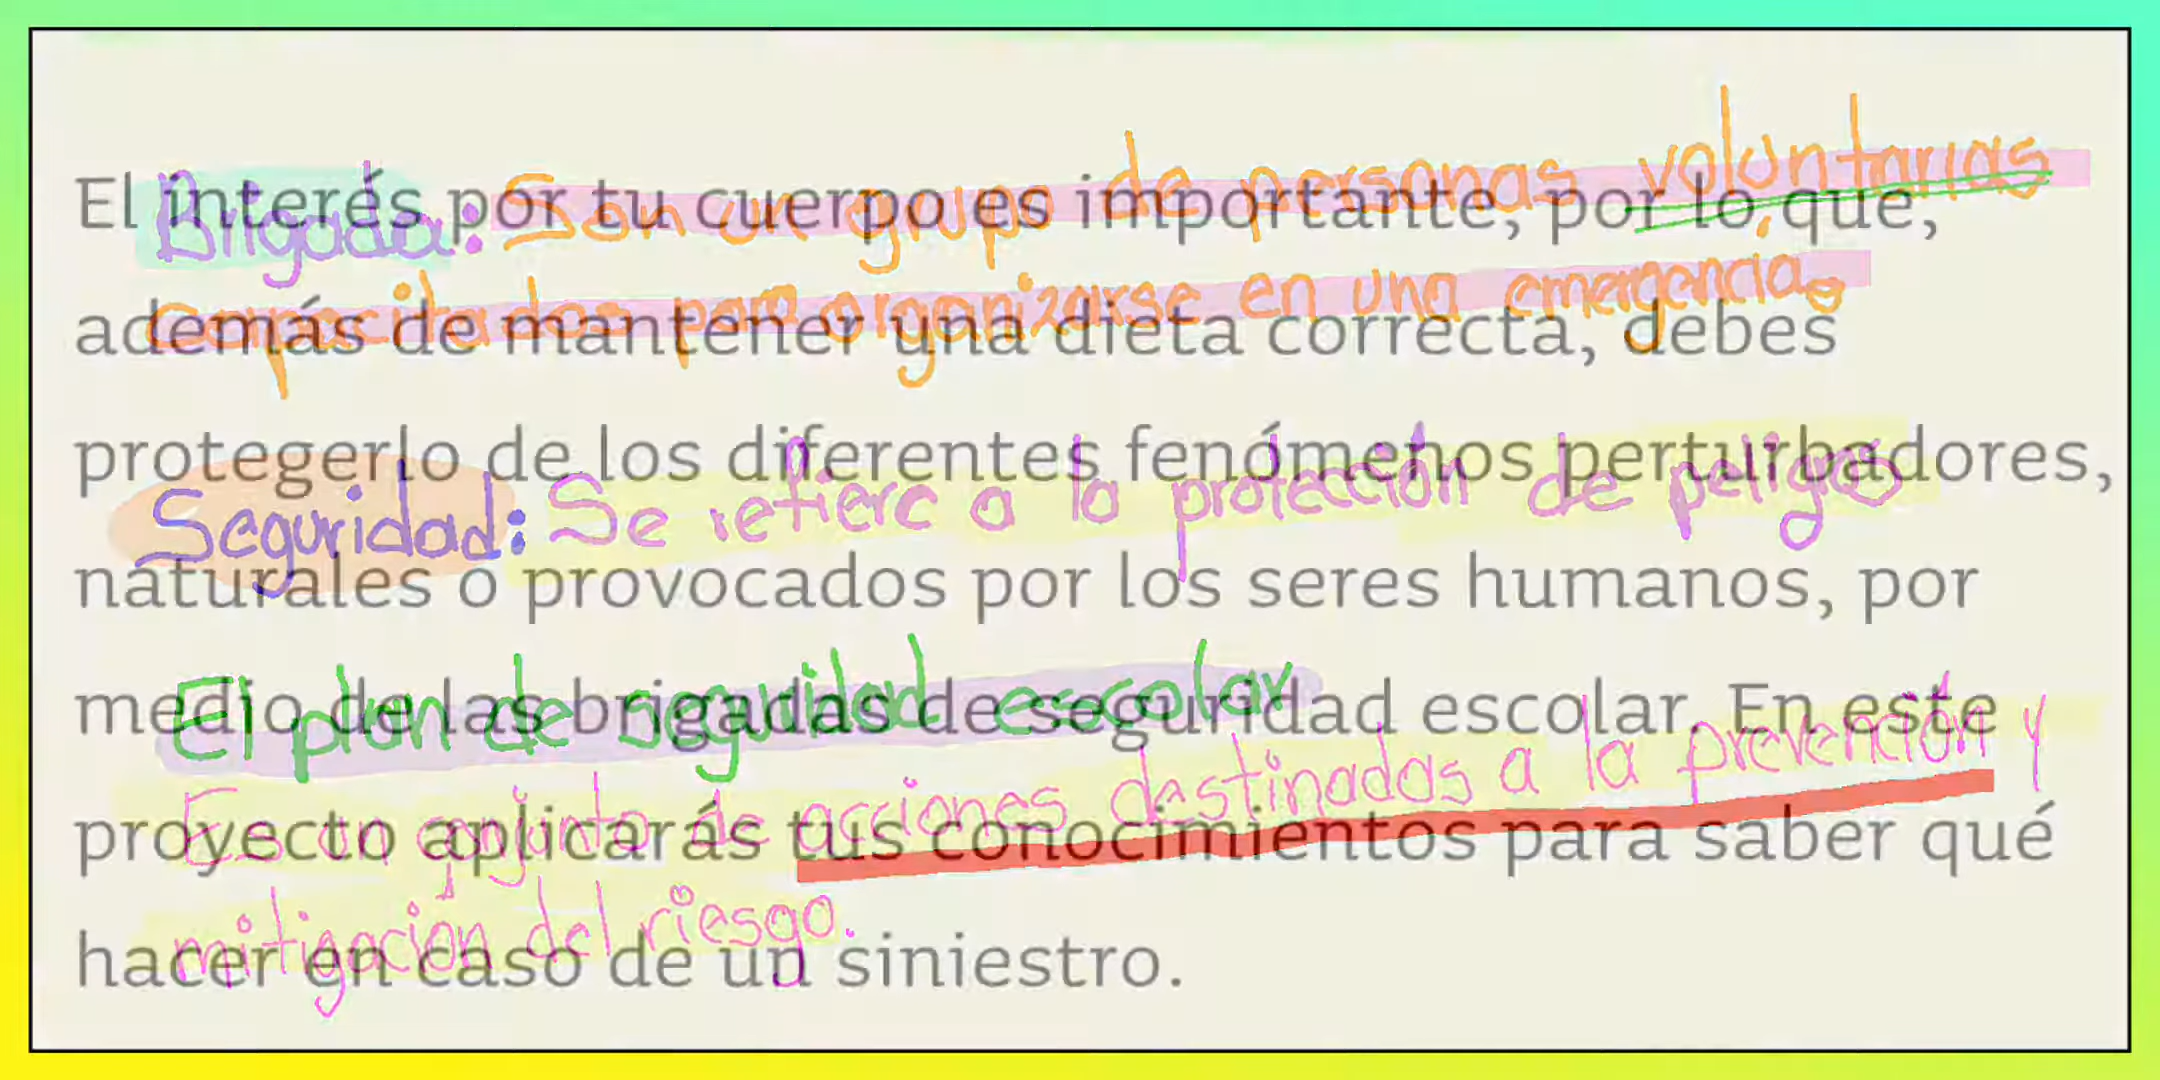 El interés por tu cuerpo es importante, por lo que,
Brigada: Son un grupo de personas voluntarias
además de mantener una dieta correcta, debes
capacitados para organizarse en una emergencia.
protegerlo de los diferentes fenómenos perturbadores,
Seguridad: Se refiere a la protección de peligros
naturales o provocados por los seres humanos, por
medio de las brigadas de seguridad escolar. En este
El plan de seguridad escolar
proyecto aplicarás tus conocimientos para saber qué
Es un conjunto de acciones destinadas a la prevención y
hacer en caso de un siniestro.
mitigación del riesgo.